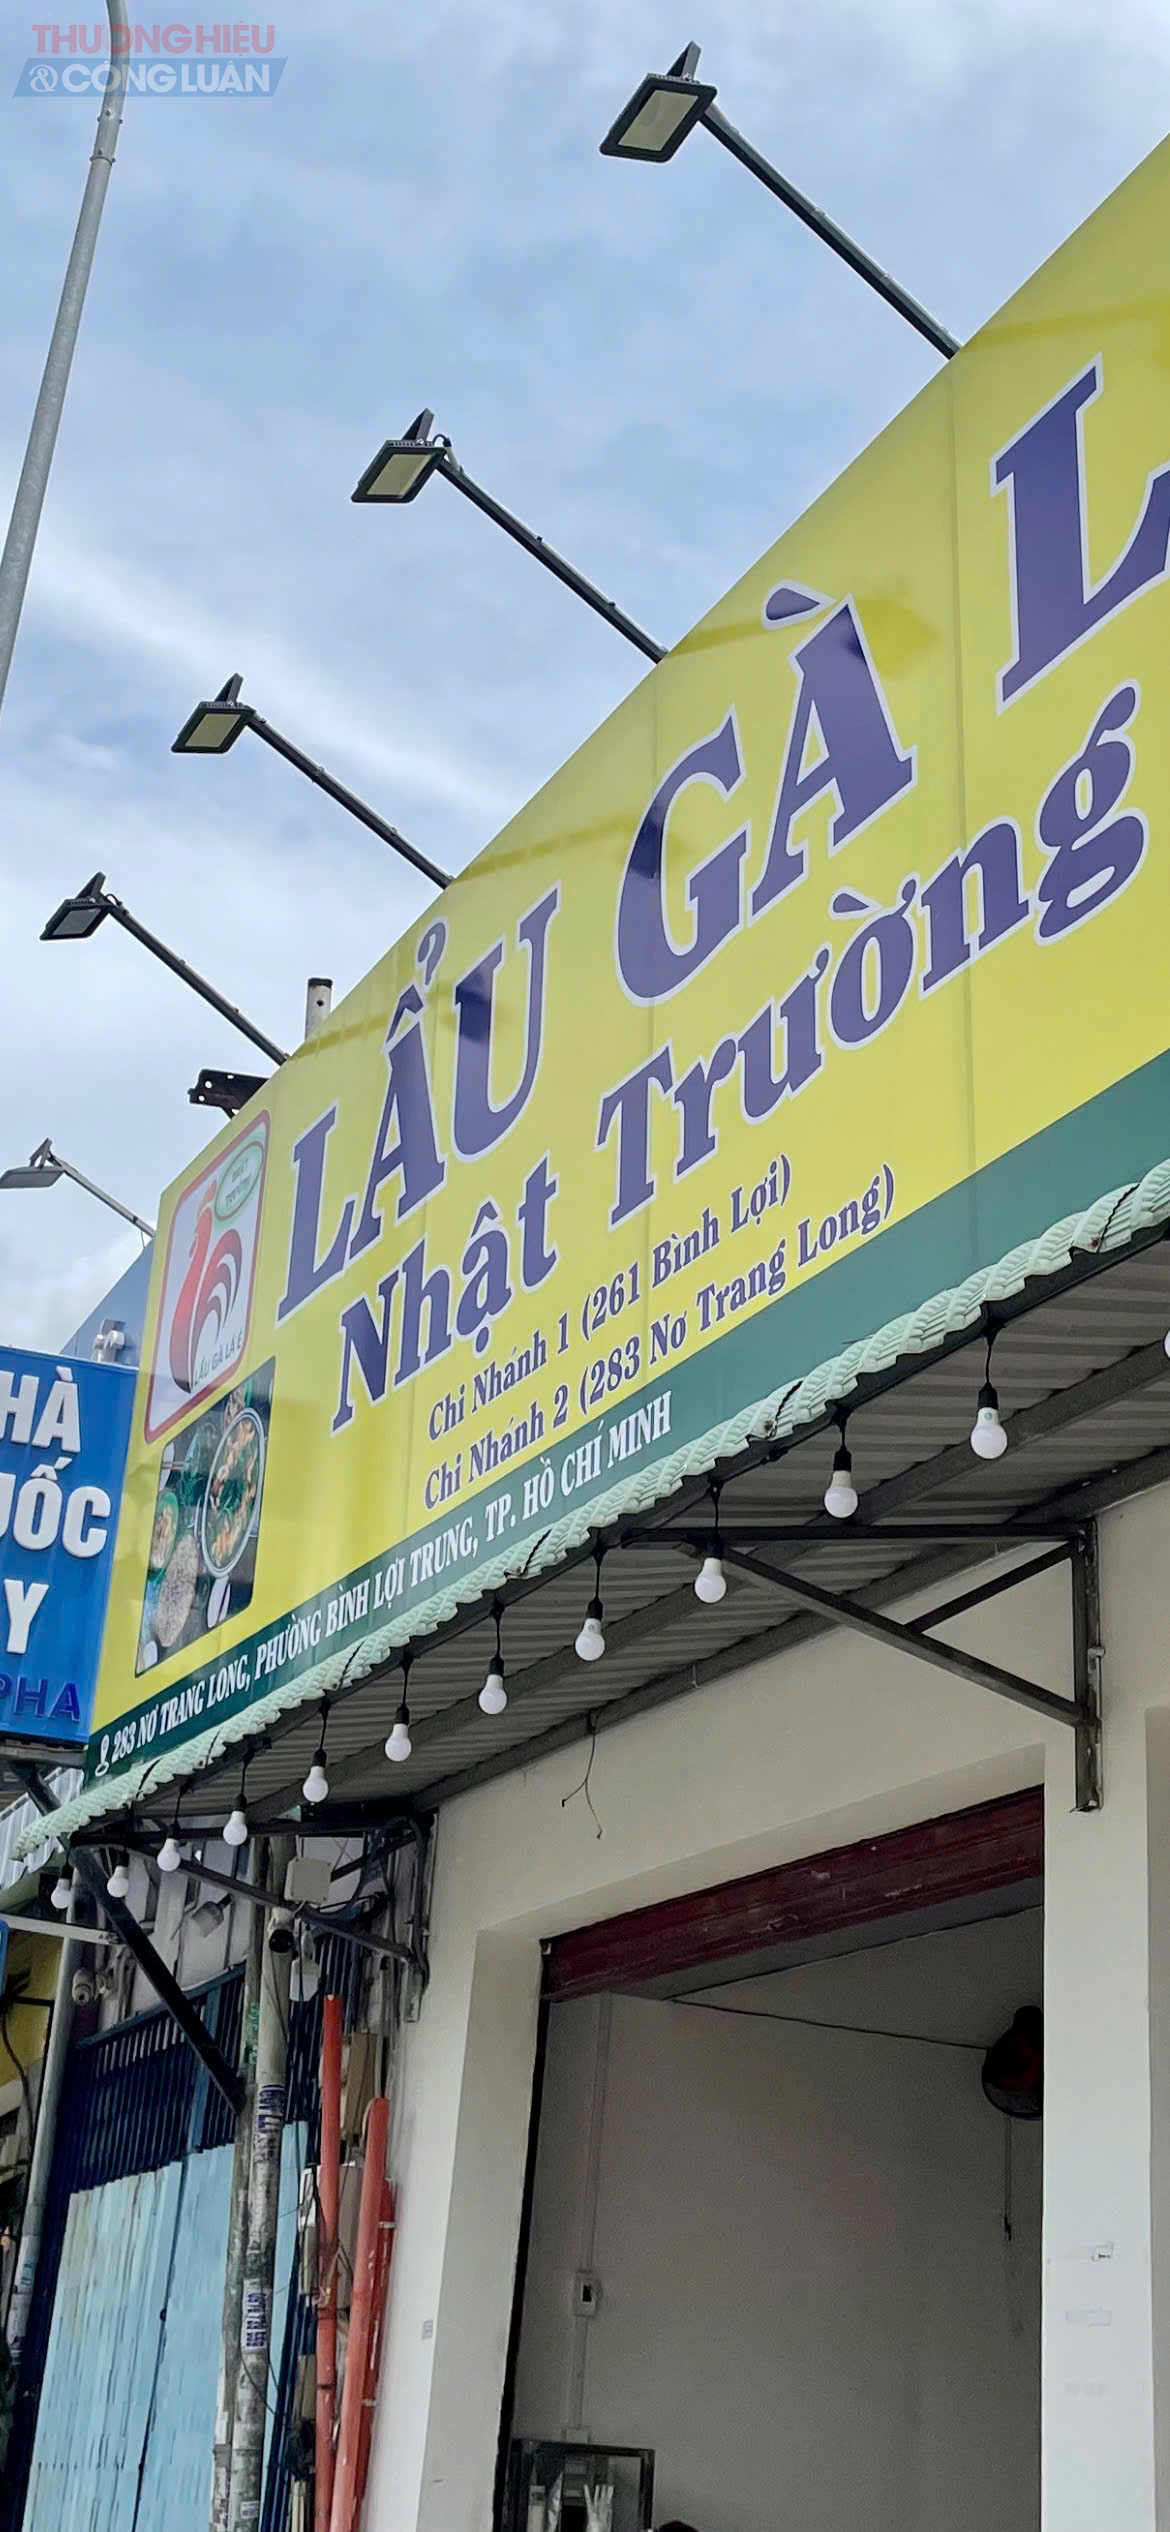 THƯƠNG HIỆU
& CÔNG LUẬN
LẨU GÀ L
Nhật Trường
Chi Nhánh 1 (261 Bình Lợi)
Chi Nhánh 2 (283 Nơ Trang Long)
283 NƠ TRANG LONG, PHƯỜNG BÌNH LỢI TRUNG, TP. HỒ CHÍ MINH
NHẬT TRƯỜNG
LẨU GÀ LÁ É
HÀ
UỐC
Y
PHA